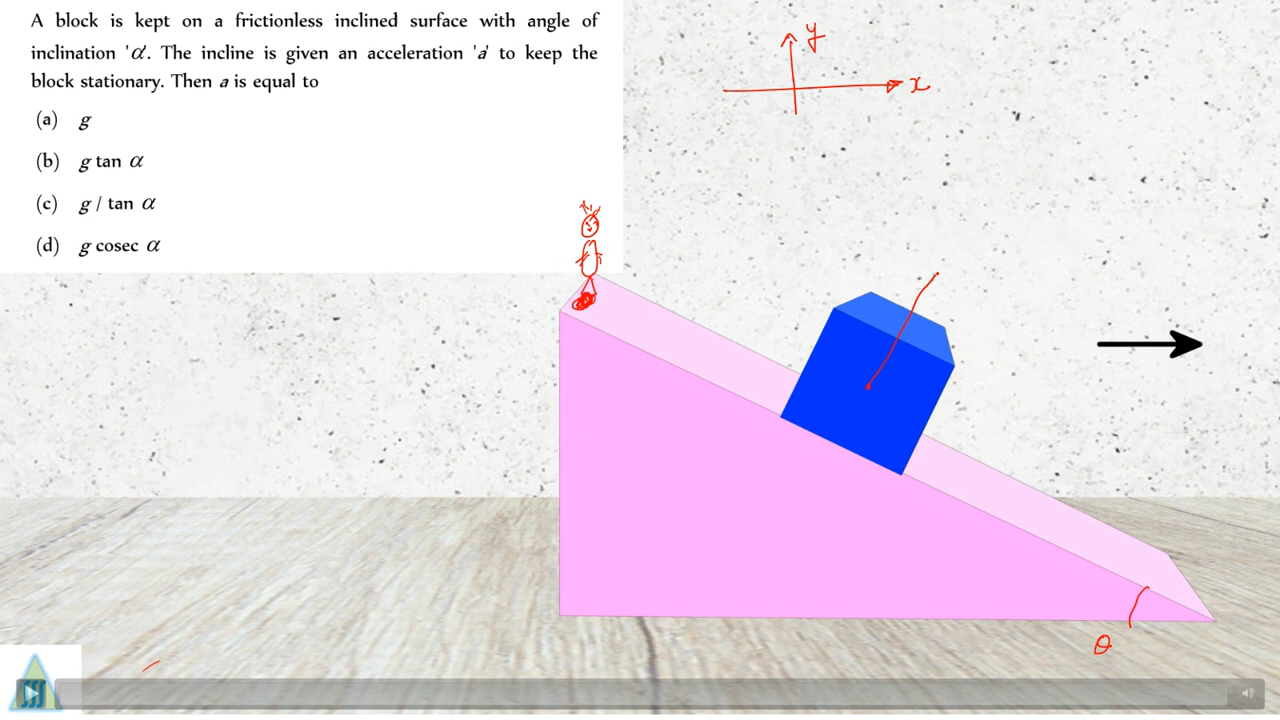 A block is kept on a frictionless inclined surface with angle of
inclination 'α'. The incline is given an acceleration 'a' to keep the
block stationary. Then a is equal to
(a) g
(b) g tan α
(c) g / tan α
(d) g cosec α
y
x
θ